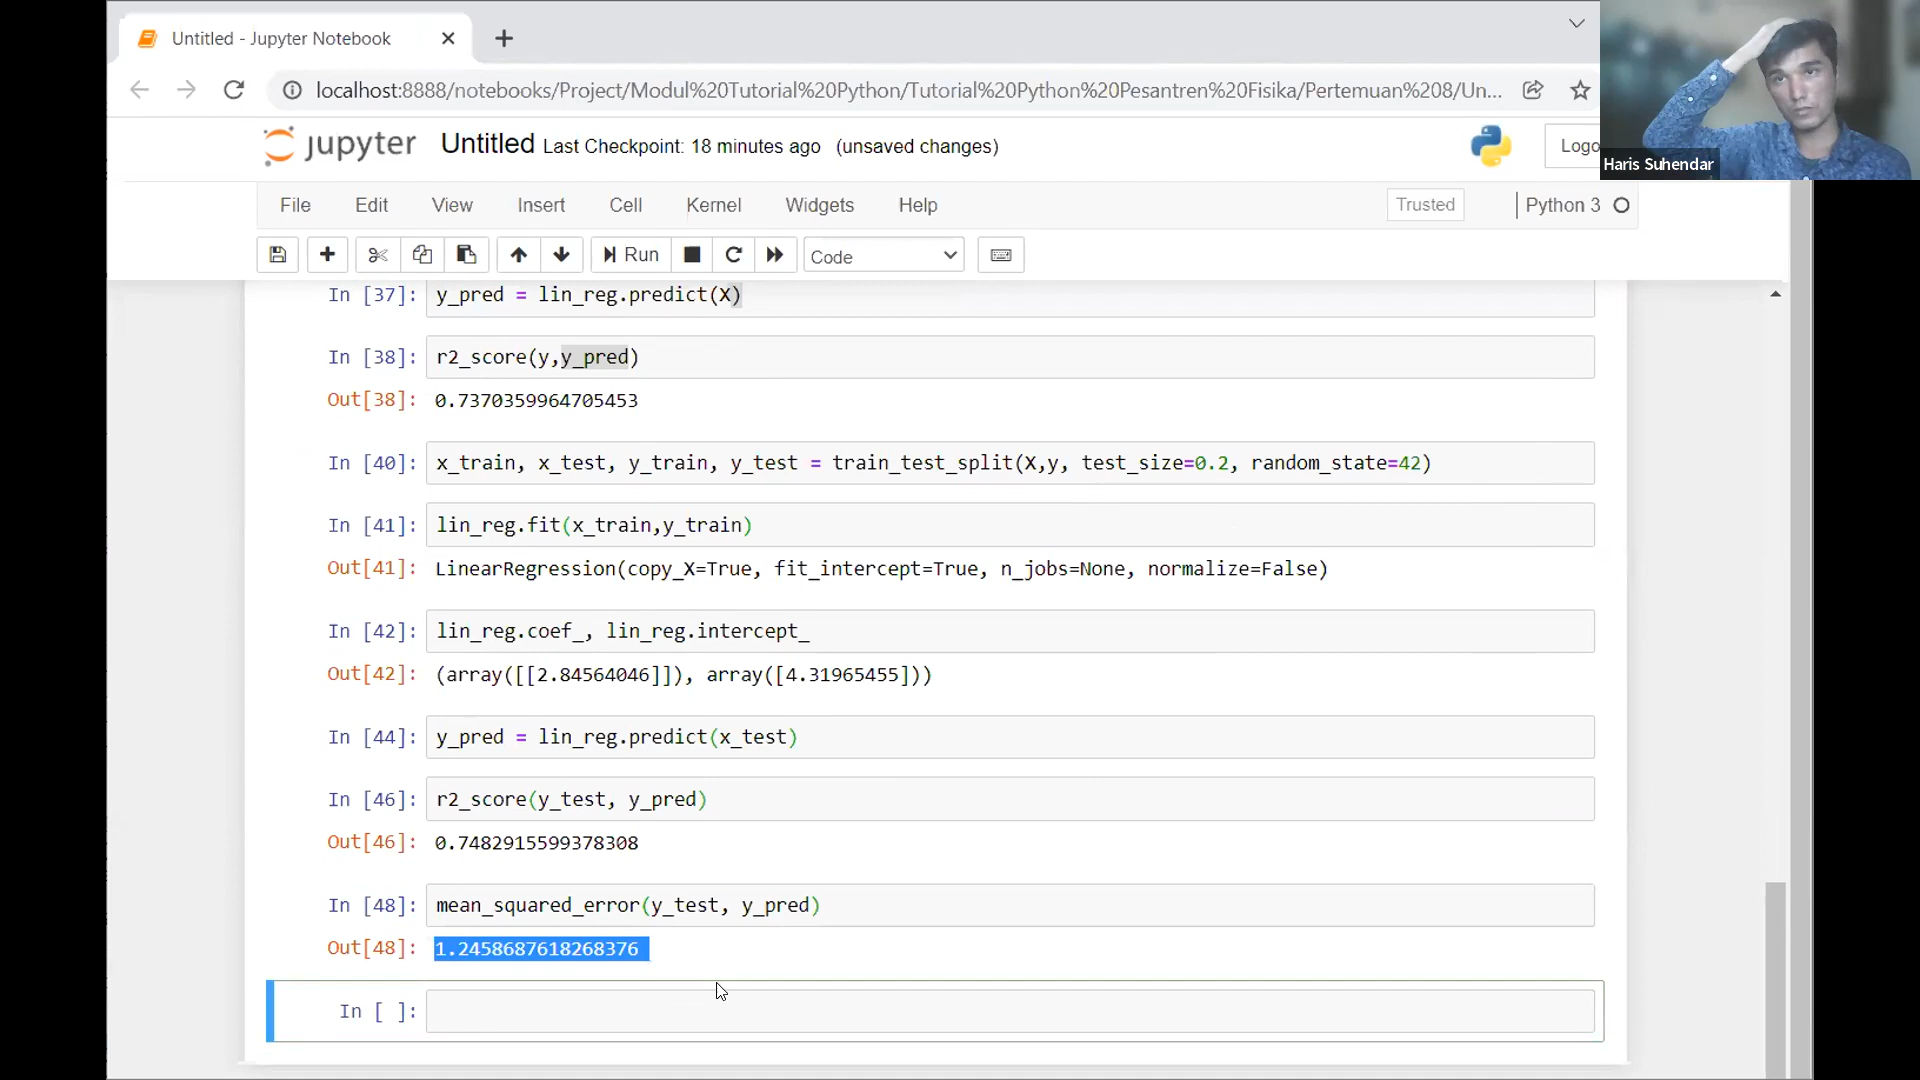 Untitled - Jupyter Notebook
localhost:8888/notebooks/Project/Modul%20Tutorial%20Python/Tutorial%20Python%20Pesantren%20Fisika/Pertemuan%208/Un...
jupyter Untitled Last Checkpoint: 18 minutes ago (unsaved changes)
Logo
Haris Suhendar
File Edit View Insert Cell Kernel Widgets Help Trusted Python 3
Run Code
In [37]: y_pred = lin_reg.predict(X)
In [38]: r2_score(y,y_pred)
Out[38]: 0.7370359964705453
In [40]: x_train, x_test, y_train, y_test = train_test_split(X,y, test_size=0.2, random_state=42)
In [41]: lin_reg.fit(x_train,y_train)
Out[41]: LinearRegression(copy_X=True, fit_intercept=True, n_jobs=None, normalize=False)
In [42]: lin_reg.coef_, lin_reg.intercept_
Out[42]: (array([[2.84564046]]), array([4.31965455]))
In [44]: y_pred = lin_reg.predict(x_test)
In [46]: r2_score(y_test, y_pred)
Out[46]: 0.7482915599378308
In [48]: mean_squared_error(y_test, y_pred)
Out[48]: 1.2458687618268376
In [ ]: